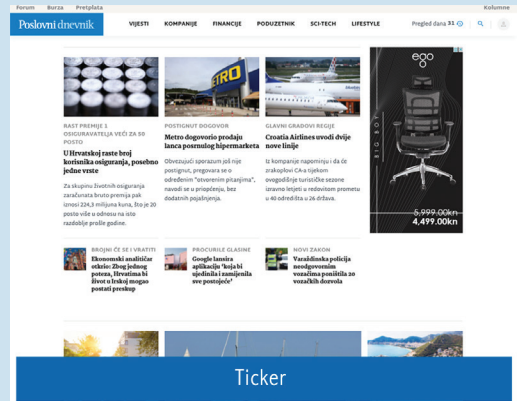 Forum Burza Pretplata Kolumne
Poslovni dnevnik VIJESTI KOMPANIJE FINANCIJE PODUZETNIK SCI-TECH LIFESTYLE Pregled dana 31
RAST PREMIJE I
OSIGURAVATELJA VEĆI ZA 50
POSTO
U Hrvatskoj raste broj
korisnika osiguranja, posebno
jedne vrste
Za skupinu životnih osiguranja
zaračunata bruto premija pak
iznosi 224,3 milijuna kuna, što je 20
posto više u odnosu na isto
razdoblje prošle godine.
METRO
POSTIGNUT DOGOVOR
Metro dogovorio prodaju
lanca posrnulog hipermarketa
Obvezujući sporazum još nije
postignut, pregovara se o
određenim "otvorenim pitanjima",
navodi se u priopćenju, bez
dodatnih pojašnjenja.
GLAVNI GRADOVI REGIJE
Croatia Airlines uvodi dvije
nove linije
Iz kompanije napominju i da će
zrakoplovi CA-a tijekom
ovogodišnje turističke sezone
izravno letjeti u redovitom prometu
u 40 odredišta u 26 država.
ego
BIG BOY
5,999.00kn
4,499.00kn
BROJNI ĆE SE I VRATITI
Ekonomski analitičar
otkrio: Zbog jednog
poteza, Hrvatima bi
život u Irskoj mogao
postati preskup
PROCURILE GLASINE
Google lansira
aplikaciju 'koja bi
ujedinila i zamijenila
sve postojeće'
NOVI ZAKON
Varaždinska policija
neodgovornim
vozačima poništila 20
vozačkih dozvola
Ticker